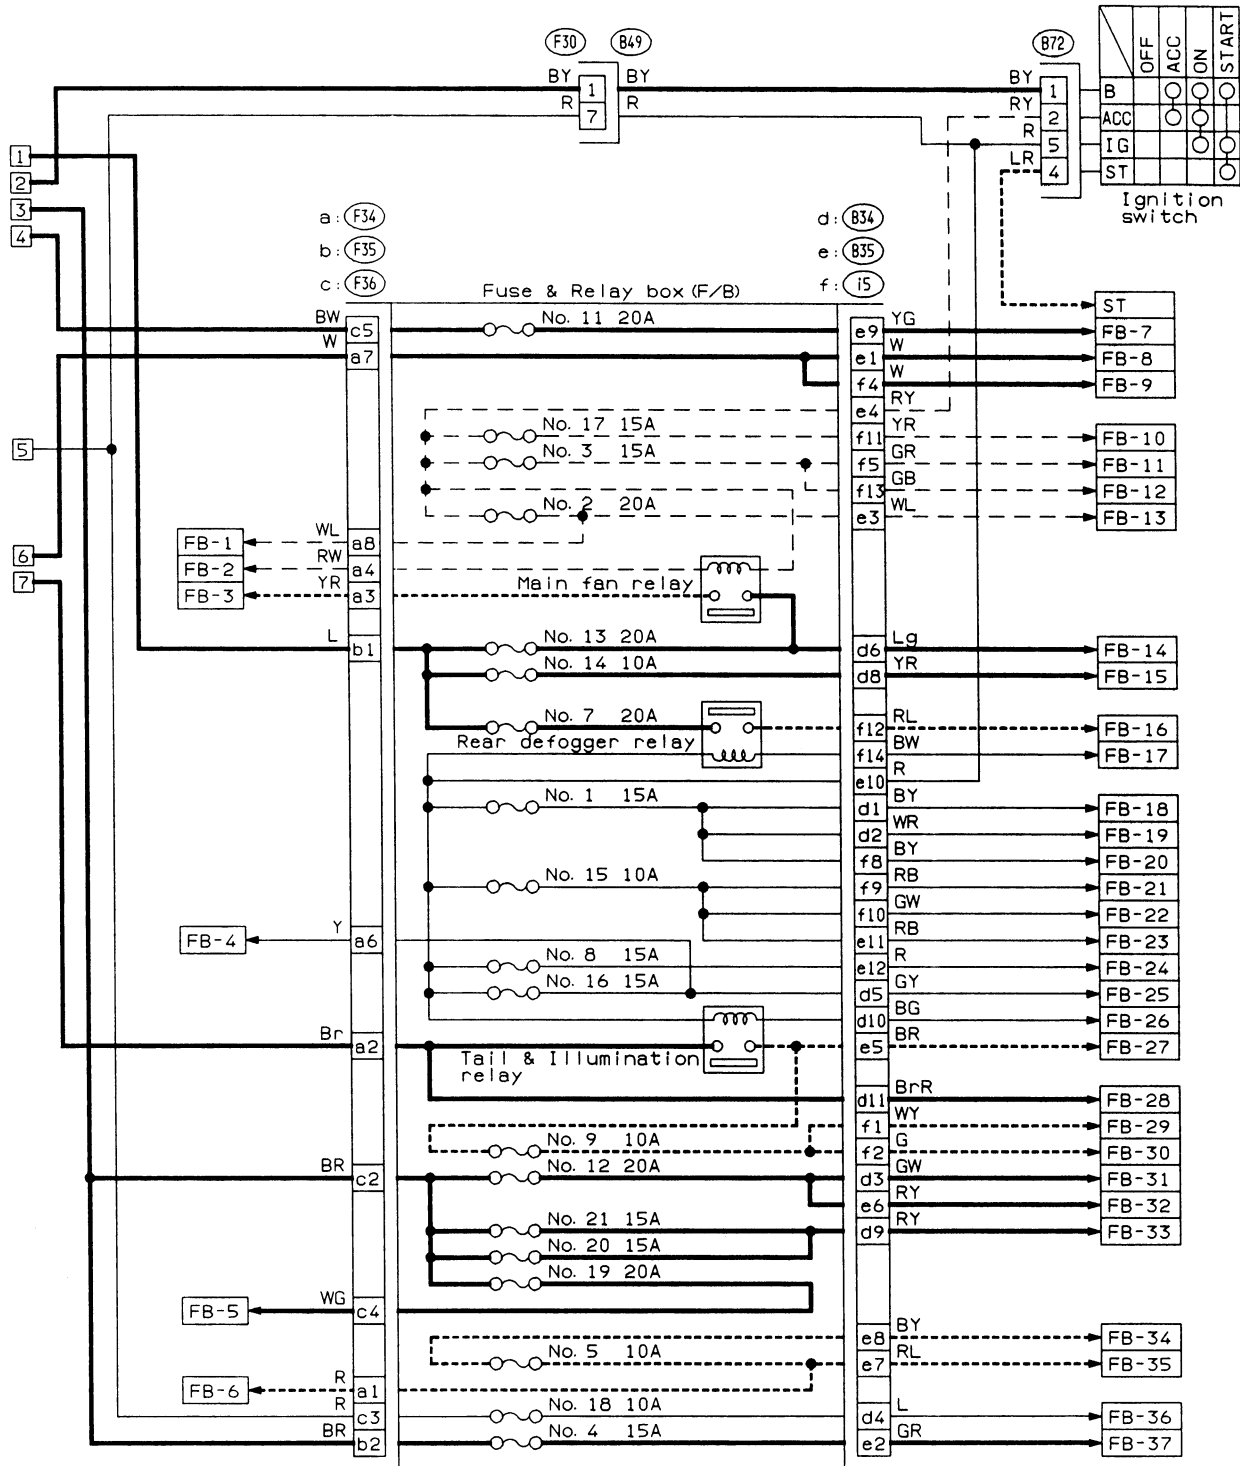 OFF
ACC
ON
START
F30 B49 B72
BY 1 BY BY 1 B
R 7 R RY 2 ACC
R 5 IG
LR 4 ST
Ignition
switch
1
2
3
4
a: F34 d: B34
b: F35 e: B35
c: F36 f: i5
Fuse & Relay box (F/B)
ST
BW c5 No. 11 20A e9 YG FB-7
W a7 e1 W FB-8
f4 W FB-9
e4 RY
5 No. 17 15A f11 YR FB-10
No. 3 15A f5 GR FB-11
f13 GB FB-12
No. 2 20A e3 WL FB-13
FB-1 WL a8
6
FB-2 RW a4
7 Main fan relay
FB-3 YR a3
L b1 No. 13 20A d6 Lg FB-14
No. 14 10A d8 YR FB-15
No. 7 20A f12 RL FB-16
Rear defogger relay f14 BW FB-17
e10 R
No. 1 15A d1 BY FB-18
d2 WR FB-19
f8 BY FB-20
No. 15 10A f9 RB FB-21
f10 GW FB-22
FB-4 Y a6 e11 RB FB-23
No. 8 15A e12 R FB-24
No. 16 15A d5 GY FB-25
d10 BG FB-26
Br a2 e5 BR FB-27
Tail & Illumination
relay
d11 BrR FB-28
f1 WY FB-29
No. 9 10A f2 G FB-30
BR c2 No. 12 20A d3 GW FB-31
e6 RY FB-32
No. 21 15A d9 RY FB-33
No. 20 15A
No. 19 20A
FB-5 WG c4
e8 BY FB-34
No. 5 10A e7 RL FB-35
FB-6 R a1
R c3 No. 18 10A d4 L FB-36
BR b2 No. 4 15A e2 GR FB-37